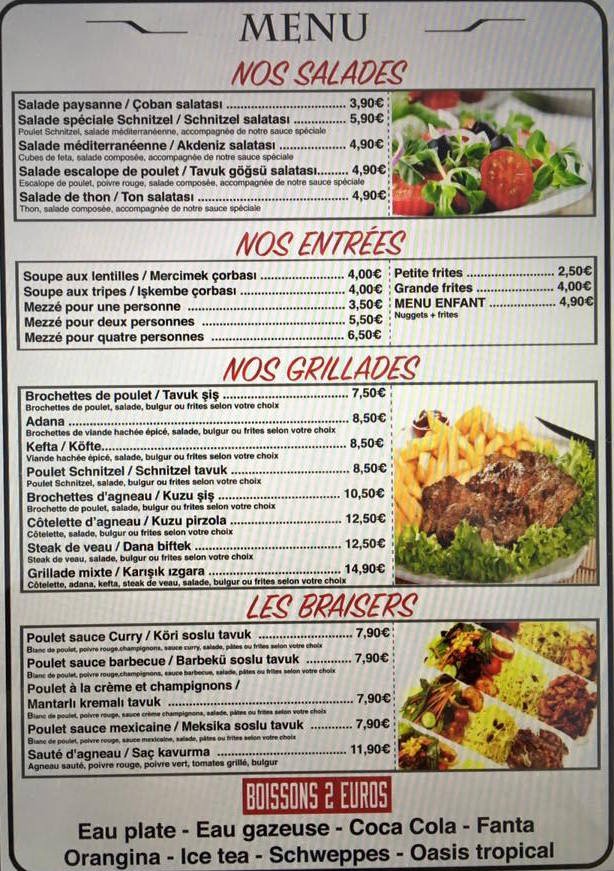 MENU
NOS SALADES
Salade paysanne / Çoban salatası ........................... 3,90€
Salade spéciale Schnitzel / Schnitzel salatası ............. 5,90€
Poulet Schnitzel, salade méditerranéenne, accompagnée de notre sauce spéciale
Salade méditerranéenne / Akdeniz salatası ................ 4,90€
Cubes de feta, salade composée, accompagnée de notre sauce spéciale
Salade escalope de poulet / Tavuk göğsü salatası....... 4,90€
Escalope de poulet, poivre rouge, salade composée, accompagnée de notre sauce spéciale
Salade de thon / Ton salatası ................................... 4,90€
Thon, salade composée, accompagnée de notre sauce spéciale
NOS ENTRÉES
Soupe aux lentilles / Mercimek çorbası .................... 4,00€
Soupe aux tripes / Işkembe çorbası ......................... 4,00€
Mezzé pour une personne ..................................... 3,50€
Mezzé pour deux personnes .................................. 5,50€
Mezzé pour quatre personnes ............................... 6,50€
Petite frites ..................... 2,50€
Grande frites ................... 4,00€
MENU ENFANT ................ 4,90€
Nuggets + frites
NOS GRILLADES
Brochettes de poulet / Tavuk şiş ............................... 7,50€
Brochettes de poulet, salade, bulgur ou frites selon votre choix
Adana ..................................................................... 8,50€
Brochettes de viande hachée épicé, salade, bulgur ou frites selon votre choix
Kefta / Köfte............................................................. 8,50€
Viande hachée épicé, salade, bulgur ou frites selon votre choix
Poulet Schnitzel / Schnitzel tavuk ............................ 8,50€
Poulet Schnitzel, salade, bulgur ou frites selon votre choix
Brochettes d'agneau / Kuzu şiş .............................. 10,50€
Brochette de poulet, salade, bulgur ou frites selon votre choix
Côtelette d'agneau / Kuzu pirzola ............................ 12,50€
Côtelette, salade, bulgur ou frites selon votre choix
Steak de veau / Dana biftek .................................... 12,50€
Steak de veau, salade, bulgur ou frites selon votre choix
Grillade mixte / Karışık ızgara ................................. 14,90€
Côtelette, adana, kefta, steak de veau, salade, bulgur ou frites selon votre choix
LES BRAISERS
Poulet sauce Curry / Köri soslu tavuk ....................... 7,90€
Blanc de poulet, poivre rouge,champignons, sauce curry, salade, pâtes ou frites selon votre choix
Poulet sauce barbecue / Barbekü soslu tavuk ........... 7,90€
Blanc de poulet, poivre rouge,champignons, sauce barbecue, salade, pâtes ou frites selon votre choix
Poulet à la crème et champignons /
Mantarlı kremalı tavuk ............................................ 7,90€
Blanc de poulet, poivre rouge, sauce crème champignons, salade, pâtes ou frites selon votre choix
Poulet sauce mexicaine / Meksika soslu tavuk .......... 7,90€
Blanc de poulet, poivre rouge, sauce mexicaine, salade, pâtes ou frites selon votre choix
Sauté d'agneau / Saç kavurma ................................ 11,90€
Agneau sauté, poivre rouge, poivre vert, tomates grillé, bulgur
BOISSONS 2 EUROS
Eau plate - Eau gazeuse - Coca Cola - Fanta
Orangina - Ice tea - Schweppes - Oasis tropical